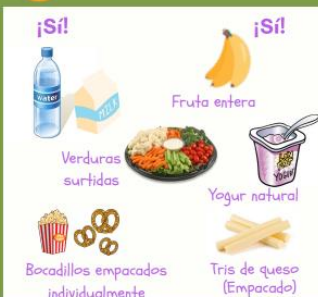 ¡Sí!
¡Sí!
water
MILK
Fruta entera
Verduras
surtidas
YOGUR
Yogur natural
Bocadillos empacados
individualmente
Tris de queso
(Empacado)